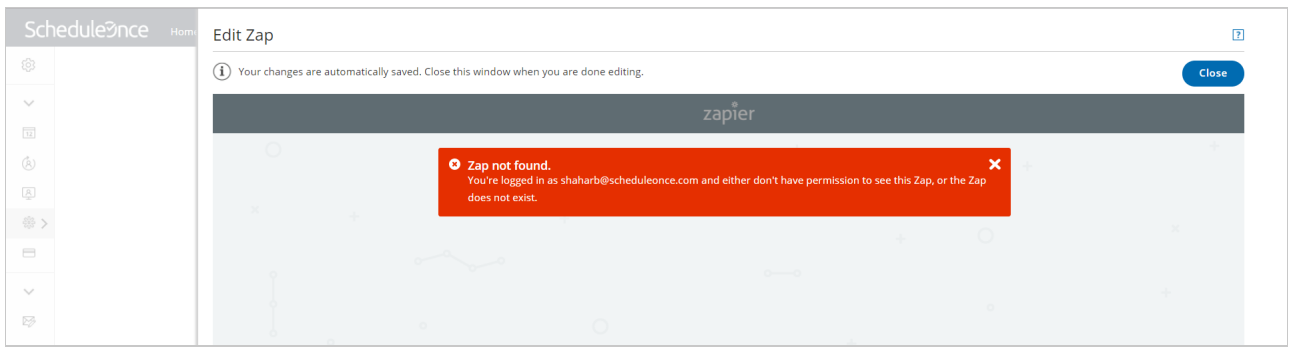 ScheduleOnce
Home
Edit Zap
?
i Your changes are automatically saved. Close this window when you are done editing.
Close
zapier
Zap not found.
You're logged in as shaharb@scheduleonce.com and either don't have permission to see this Zap, or the Zap
does not exist.
12